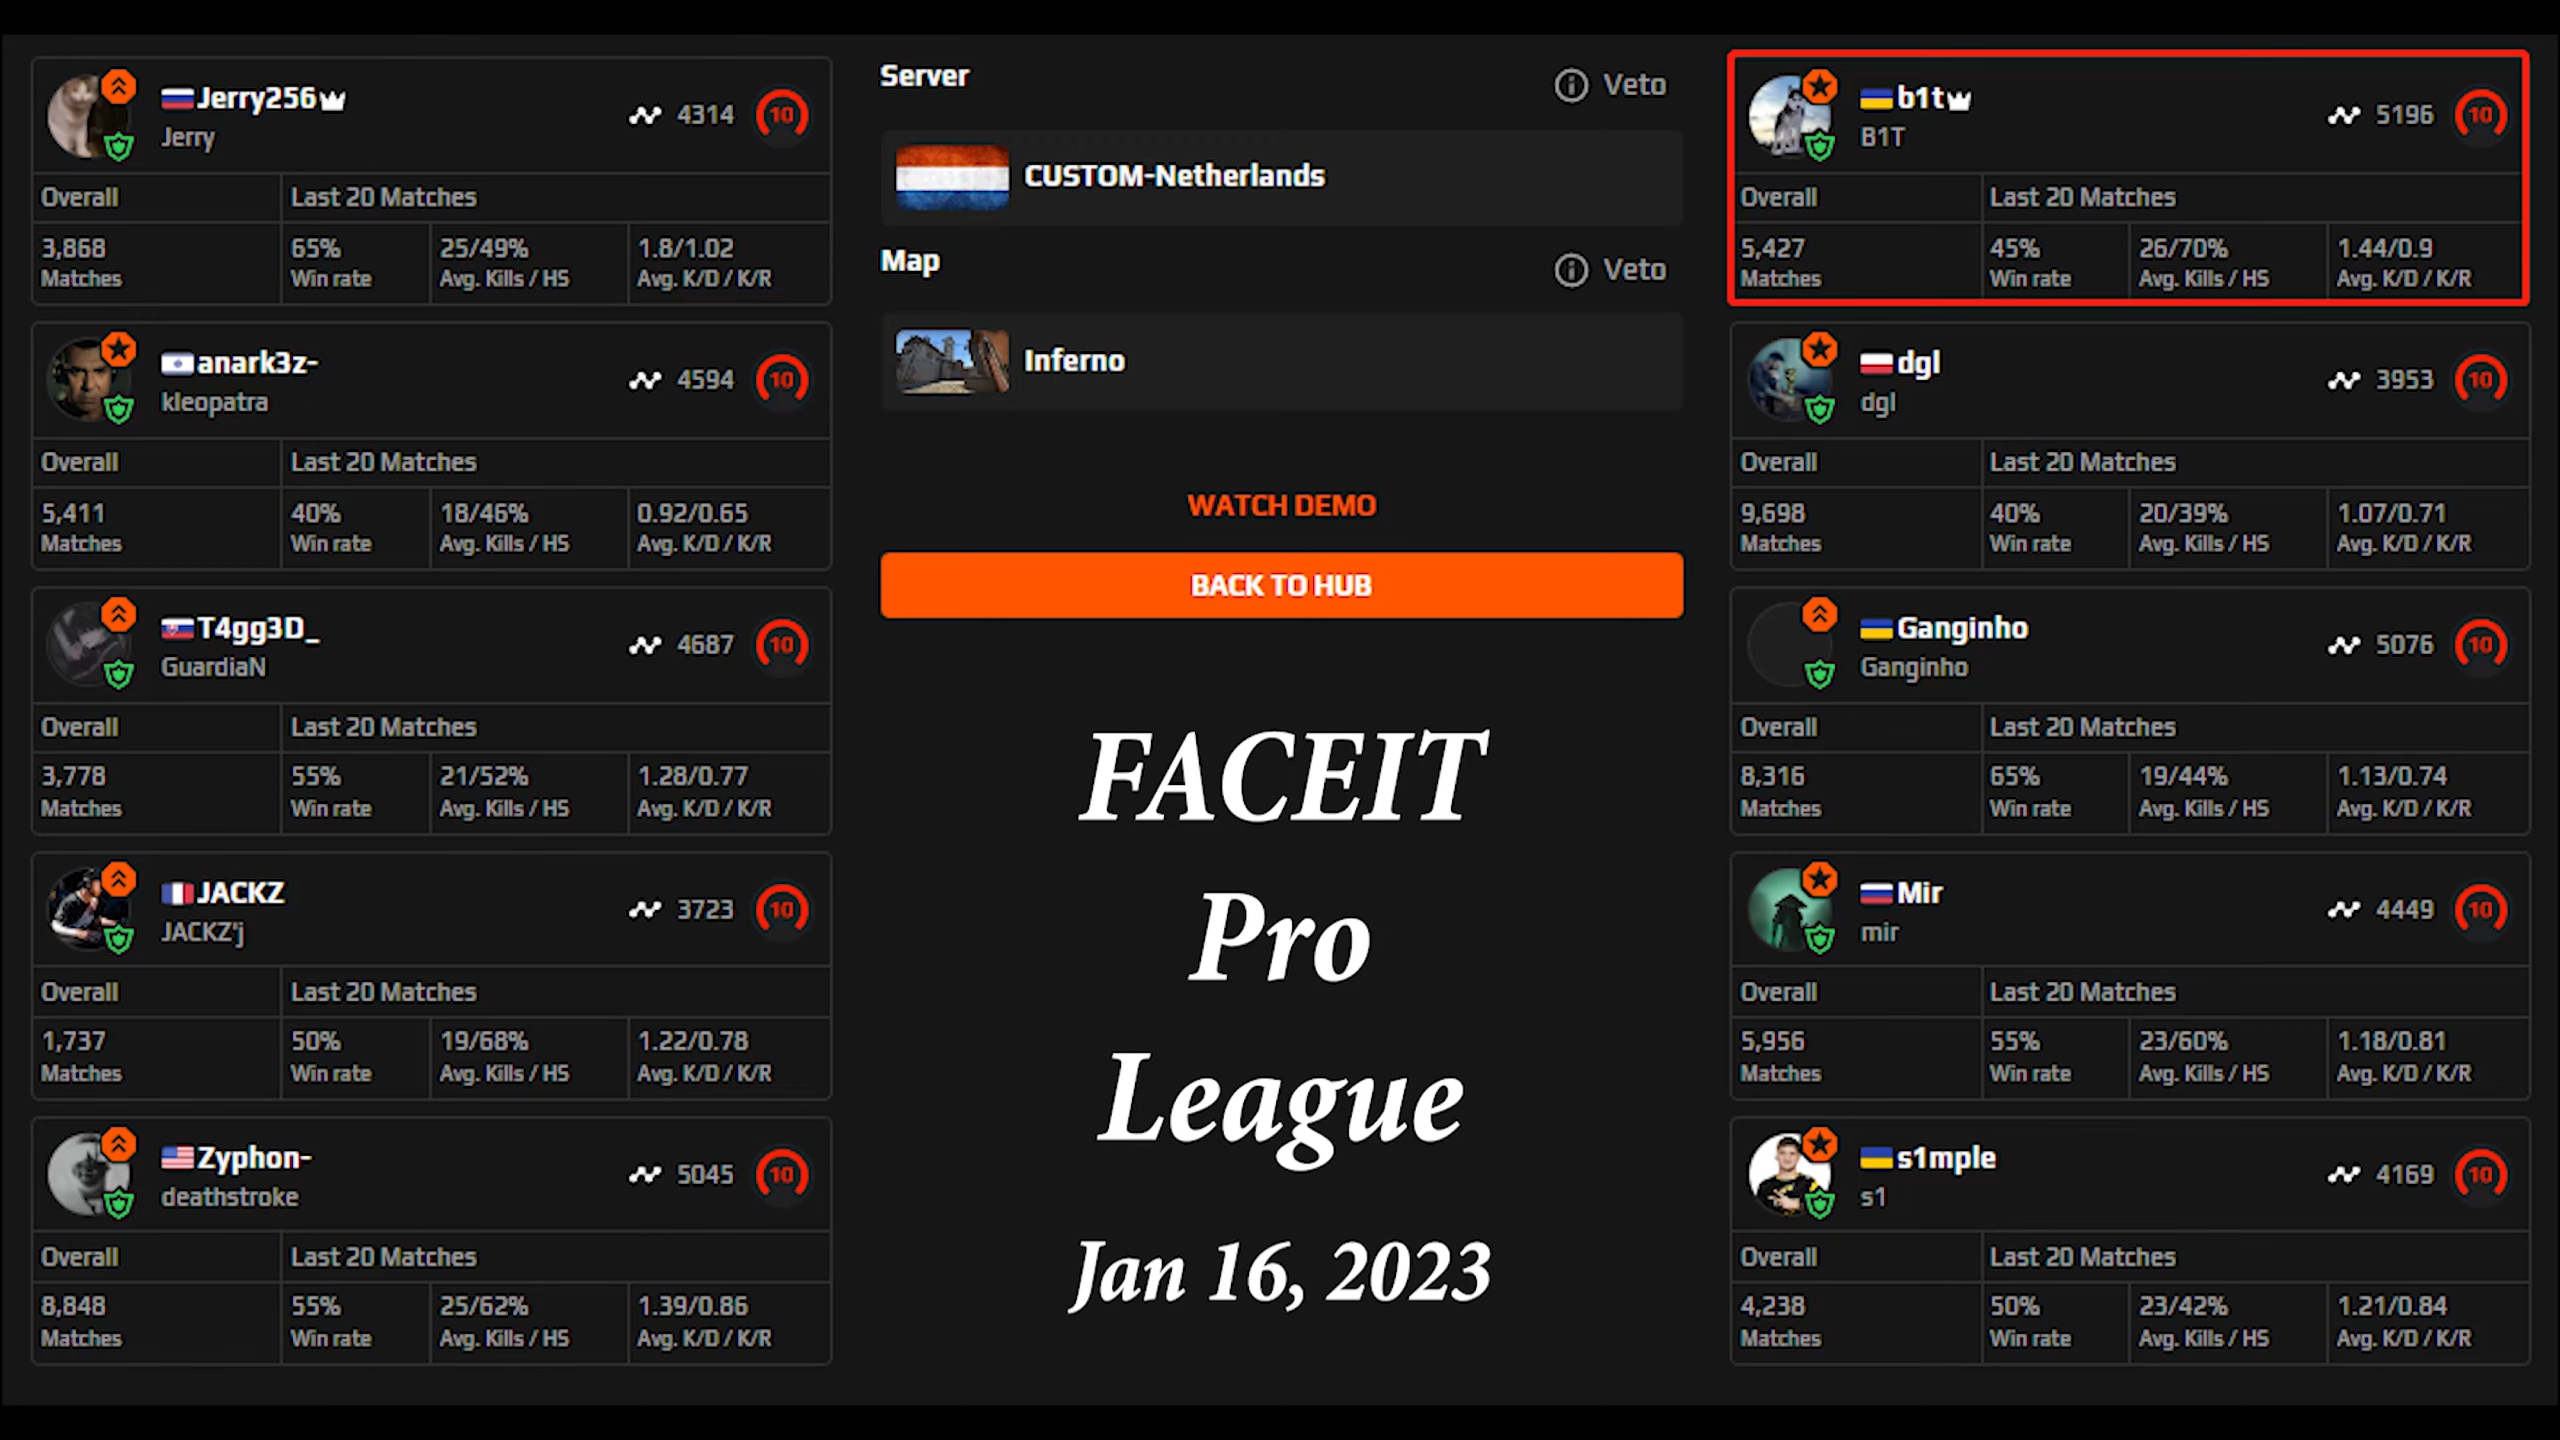 Jerry256
Jerry
4314
10
Overall
Last 20 Matches
3,868
Matches
65%
Win rate
25/49%
Avg. Kills / HS
1.8/1.02
Avg. K/D / K/R
anark3z-
kleopatra
4594
10
Overall
Last 20 Matches
5,411
Matches
40%
Win rate
18/46%
Avg. Kills / HS
0.92/0.65
Avg. K/D / K/R
T4gg3D_
GuardiaN
4687
10
Overall
Last 20 Matches
3,778
Matches
55%
Win rate
21/52%
Avg. Kills / HS
1.28/0.77
Avg. K/D / K/R
JACKZ
JACKZ'j
3723
10
Overall
Last 20 Matches
1,737
Matches
50%
Win rate
19/68%
Avg. Kills / HS
1.22/0.78
Avg. K/D / K/R
Zyphon-
deathstroke
5045
10
Overall
Last 20 Matches
8,848
Matches
55%
Win rate
25/62%
Avg. Kills / HS
1.39/0.86
Avg. K/D / K/R
Server
Veto
CUSTOM-Netherlands
Map
Veto
Inferno
WATCH DEMO
BACK TO HUB
FACEIT
Pro
League
Jan 16, 2023
b1t
B1T
5196
10
Overall
Last 20 Matches
5,427
Matches
45%
Win rate
26/70%
Avg. Kills / HS
1.44/0.9
Avg. K/D / K/R
dgl
dgl
3953
10
Overall
Last 20 Matches
9,698
Matches
40%
Win rate
20/39%
Avg. Kills / HS
1.07/0.71
Avg. K/D / K/R
Ganginho
Ganginho
5076
10
Overall
Last 20 Matches
8,316
Matches
65%
Win rate
19/44%
Avg. Kills / HS
1.13/0.74
Avg. K/D / K/R
Mir
mir
4449
10
Overall
Last 20 Matches
5,956
Matches
55%
Win rate
23/60%
Avg. Kills / HS
1.18/0.81
Avg. K/D / K/R
s1mple
s1
4169
10
Overall
Last 20 Matches
4,238
Matches
50%
Win rate
23/42%
Avg. Kills / HS
1.21/0.84
Avg. K/D / K/R